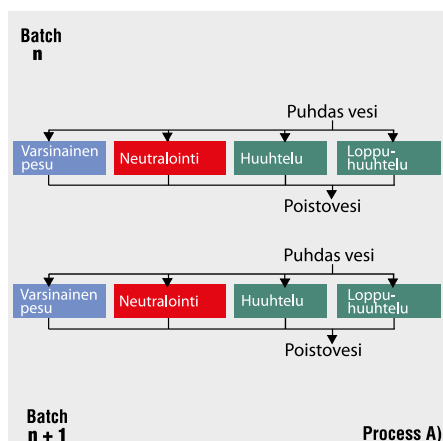 Batch
n
Puhdas vesi
Varsinainen
pesu
Neutralointi
Huuhtelu
Loppu-
huuhtelu
Poistovesi
Puhdas vesi
Varsinainen
pesu
Neutralointi
Huuhtelu
Loppu-
huuhtelu
Poistovesi
Batch
n + 1
Process A)